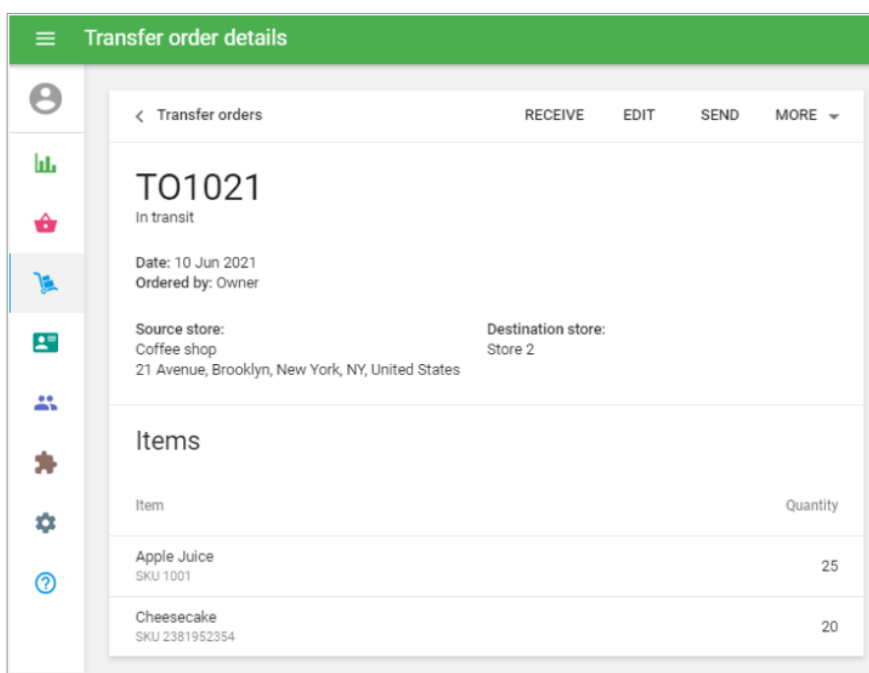 Transfer order details
Transfer orders
RECEIVE EDIT SEND MORE
TO1021
In transit
Date: 10 Jun 2021
Ordered by: Owner
Source store:
Coffee shop
21 Avenue, Brooklyn, New York, NY, United States
Destination store:
Store 2
Items
Item Quantity
Apple Juice 25
SKU 1001
Cheesecake 20
SKU 2381952354